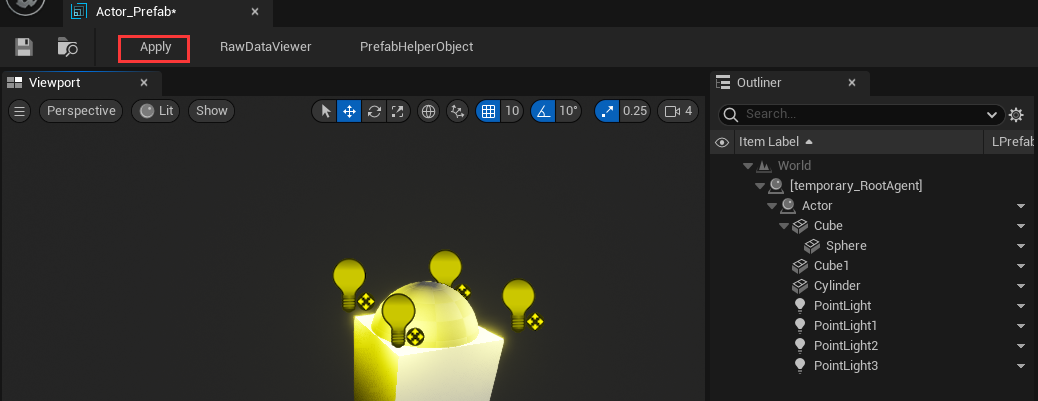 Actor_Prefab*
Apply RawDataViewer PrefabHelperObject
Viewport
Outliner
Perspective Lit Show 10 10° 0.25 4
Search...
Item Label LPrefab
World
[temporary_RootAgent]
Actor
Cube
Sphere
Cube1
Cylinder
PointLight
PointLight1
PointLight2
PointLight3